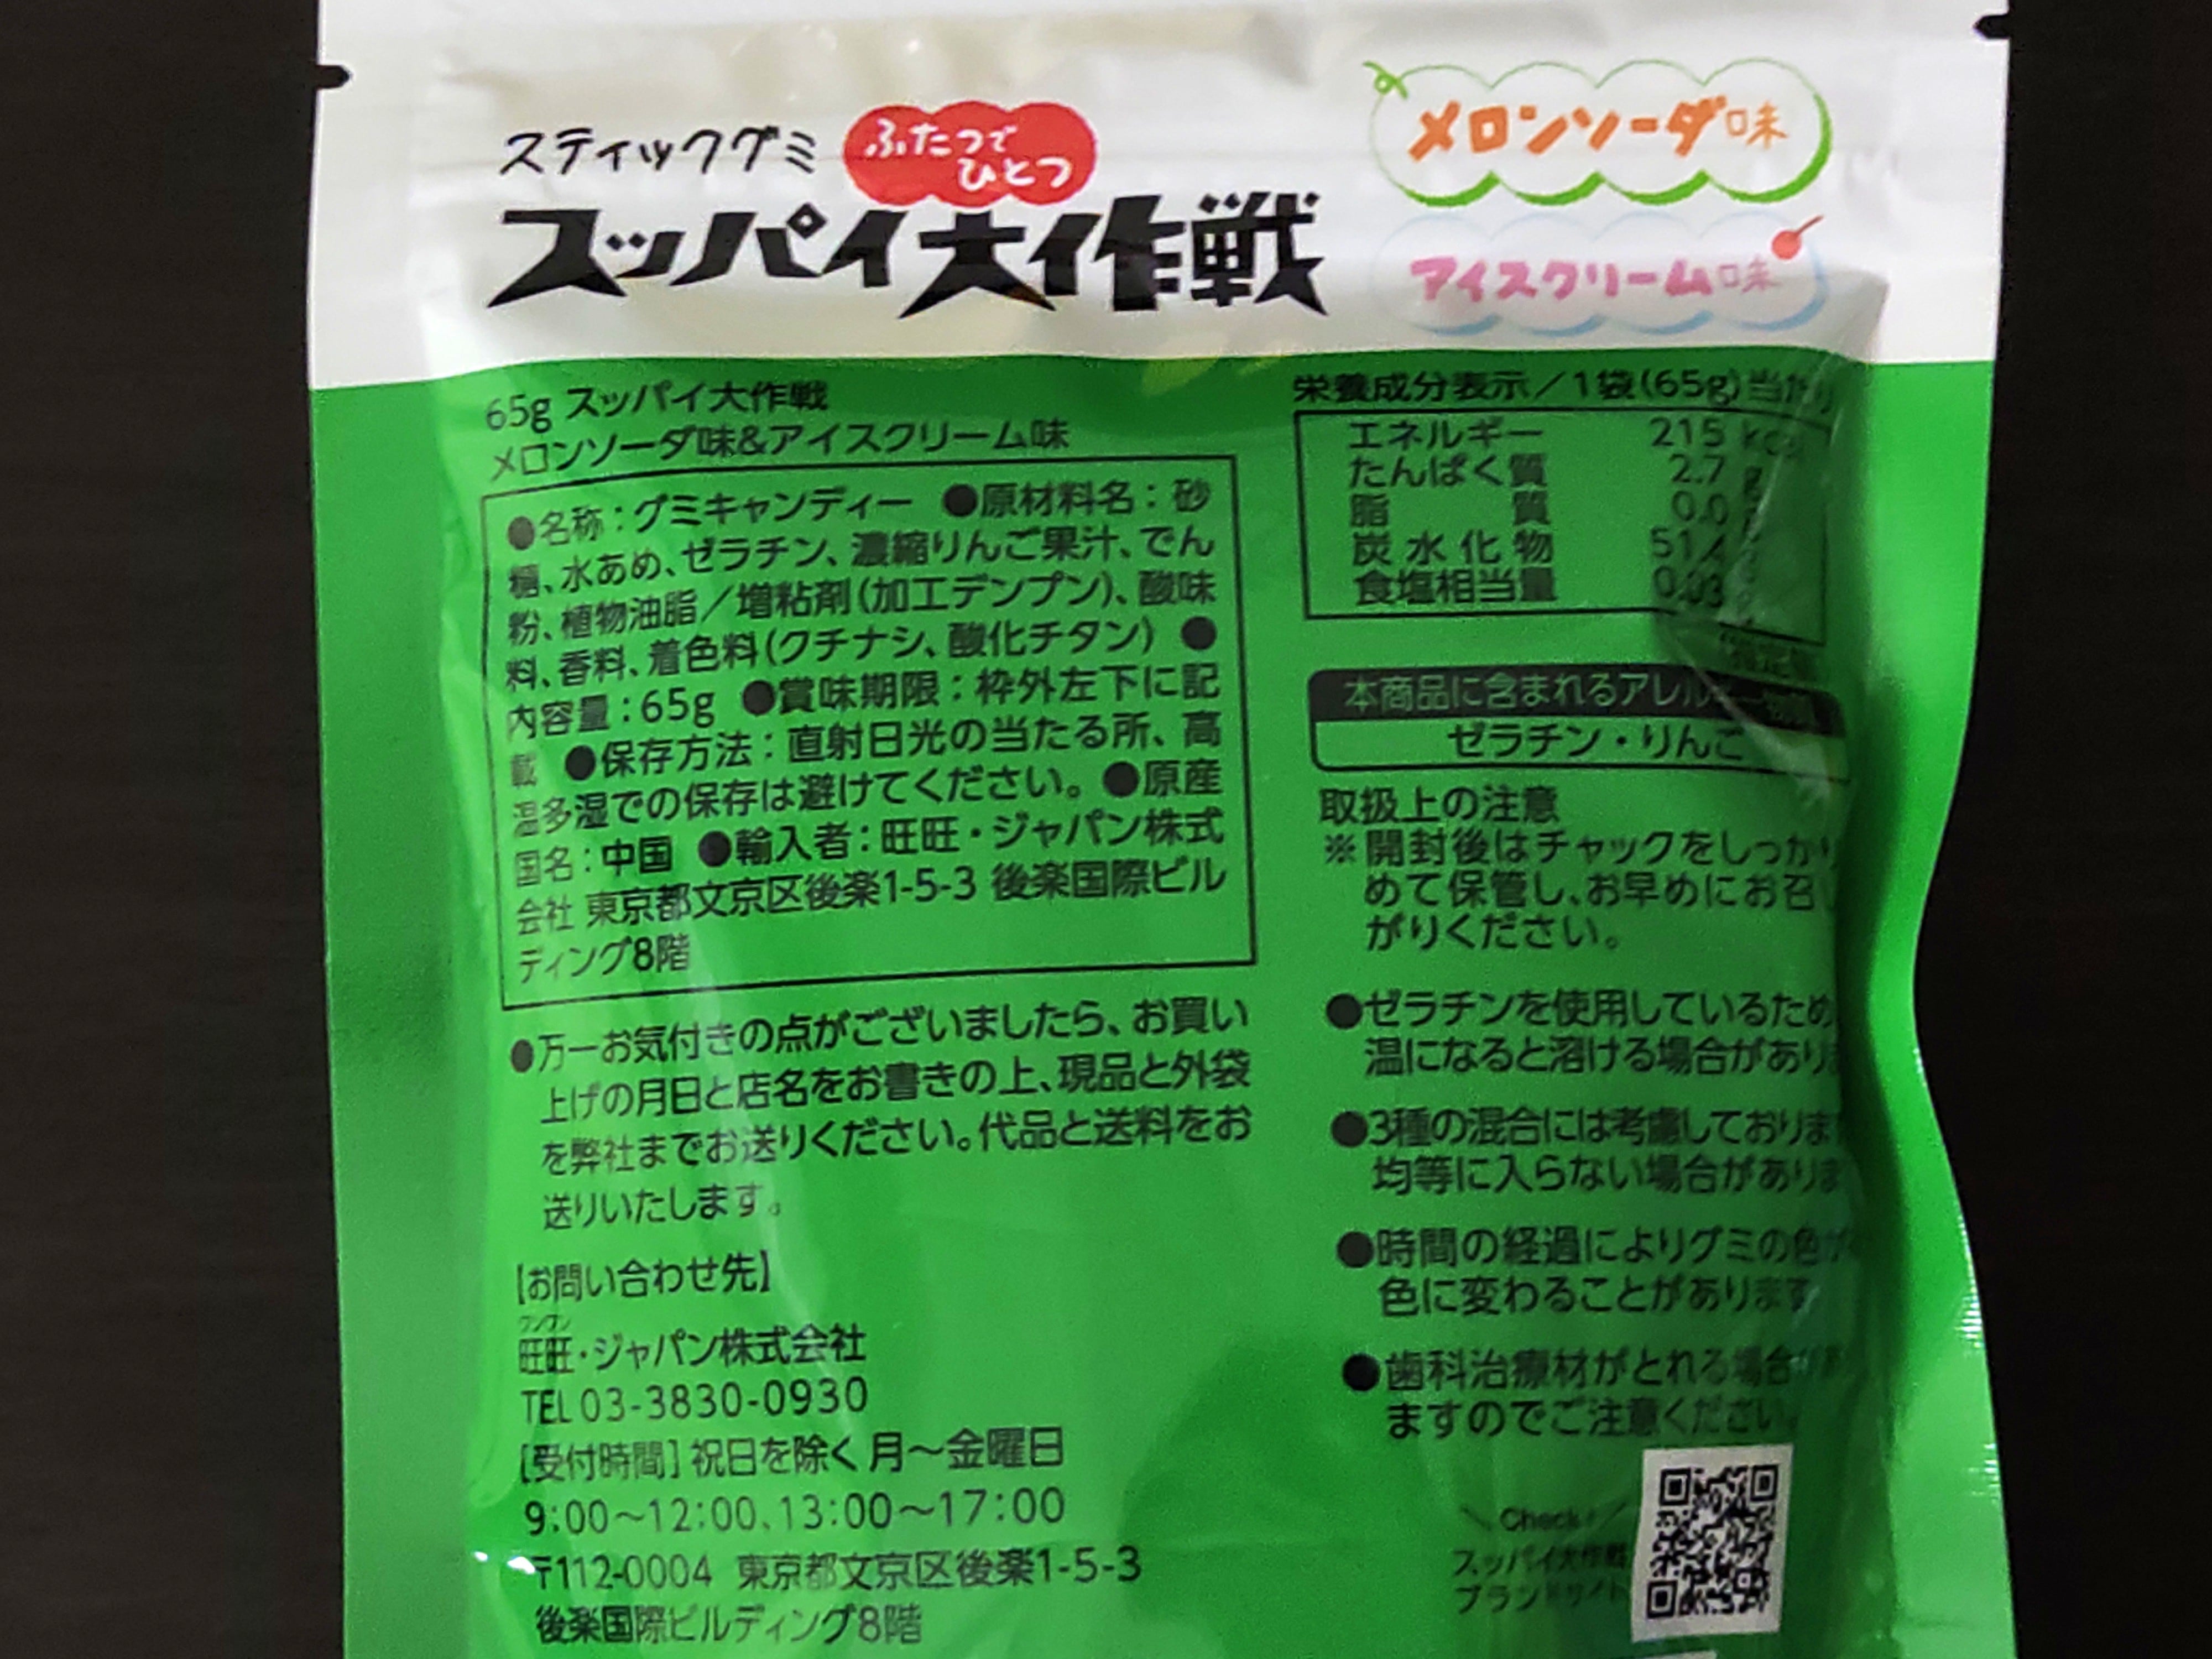 スティックグミ
ふたつで
ひとつ
スッパイ大作戦
メロンソーダ味
アイスクリーム味
65g スッパイ大作戦
メロンソーダ味&アイスクリーム味
●名称：グミキャンディー ●原材料名：砂
糖、水あめ、ゼラチン、濃縮りんご果汁、でん
粉、植物油脂／増粘剤(加工デンプン)、酸味
料、香料、着色料(クチナシ、酸化チタン) ●
内容量：65g ●賞味期限：枠外左下に記
載 ●保存方法：直射日光の当たる所、高
温多湿での保存は避けてください。●原産
国名：中国 ●輸入者：旺旺・ジャパン株式
会社 東京都文京区後楽1-5-3 後楽国際ビル
ディング8階
●万一お気付きの点がございましたら、お買い
上げの月日と店名をお書きの上、現品と外袋
を弊社までお送りください。代品と送料をお
送りいたします。
【お問い合わせ先】
ワンワン
旺旺・ジャパン株式会社
TEL 03-3830-0930
[受付時間] 祝日を除く 月～金曜日
9:00～12:00、13:00～17:00
〒112-0004 東京都文京区後楽1-5-3
後楽国際ビルディング8階
栄養成分表示／1袋(65g)当たり
エネルギー 215 kcal
たんぱく質 2.7 g
脂質 0.0 g
炭水化物 51.4 g
食塩相当量 0.03
本商品に含まれるアレルギー物質
ゼラチン・りんご
取扱上の注意
※開封後はチャックをしっか
めて保管し、お早めにお召し
がりください。
●ゼラチンを使用しているため
温になると溶ける場合があり
●3種の混合には考慮しておりま
均等に入らない場合がありま
●時間の経過によりグミの色が
色に変わることがあります
●歯科治療材がとれる場合が
ますのでご注意ください。
Check!
スッパイ大作戦
ブランドサイト